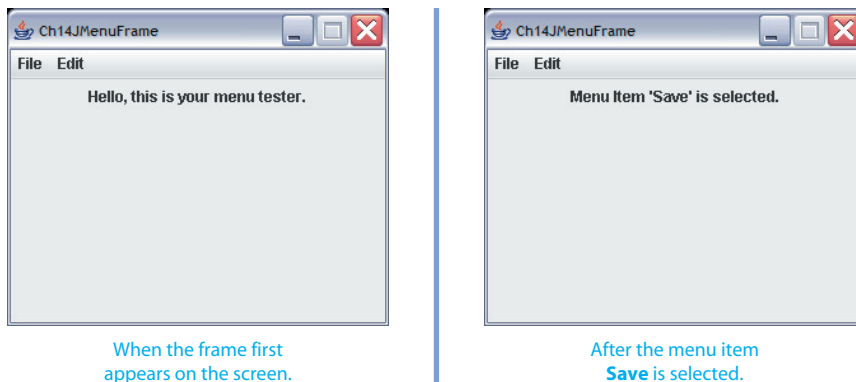 Ch14JMenuFrame
File Edit
Hello, this is your menu tester.
When the frame first
appears on the screen.
Ch14JMenuFrame
File Edit
Menu Item 'Save' is selected.
After the menu item
Save is selected.